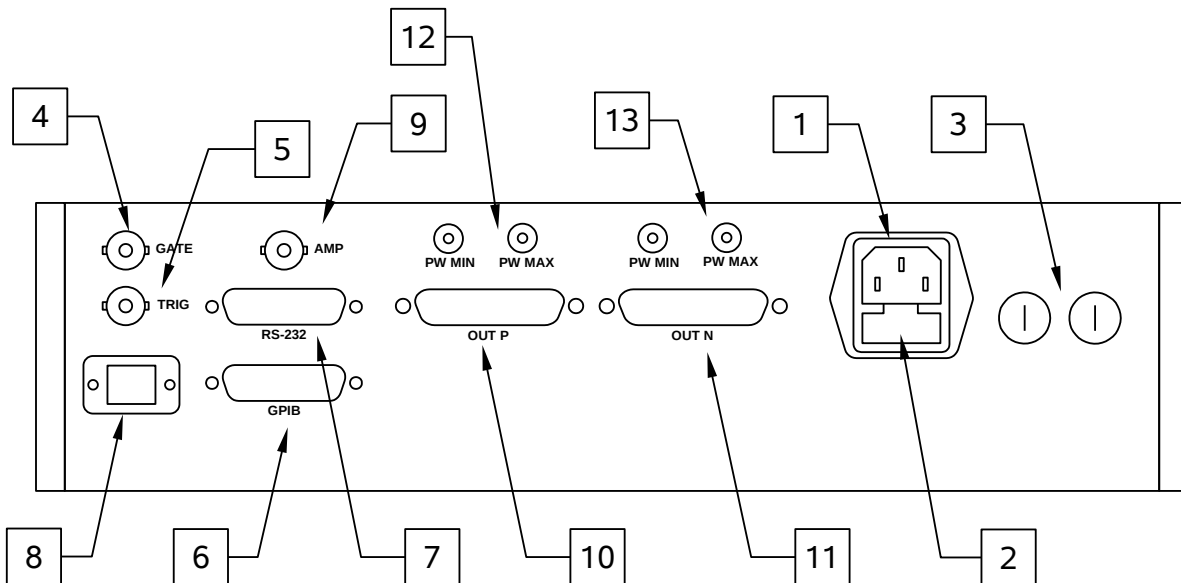 12
4
9
13
1
3
5
GATE
AMP
PW MIN
PW MAX
PW MIN
PW MAX
TRIG
RS-232
OUT P
OUT N
GPIB
8
6
7
10
11
2